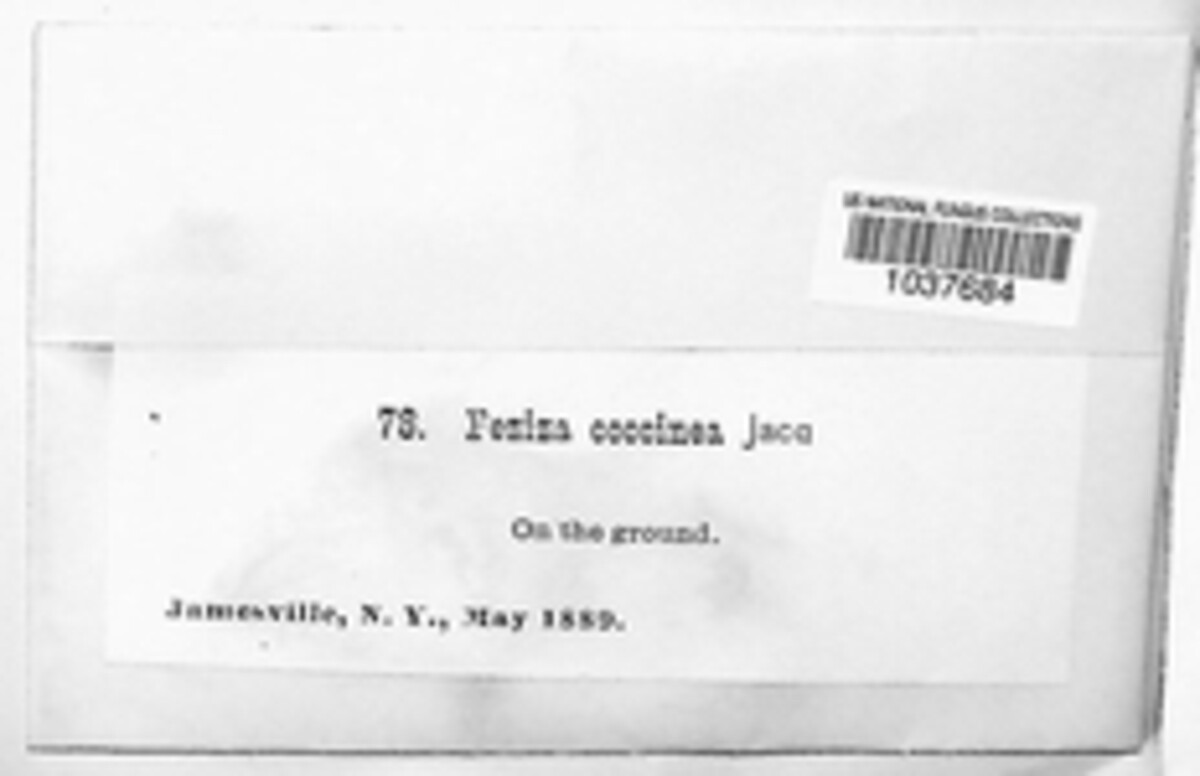 US NATIONAL FUNGUS COLLECTIONS
1037684
78. Peziza coccinea Jacq
On the ground.
Jamesville, N. Y., May 1889.